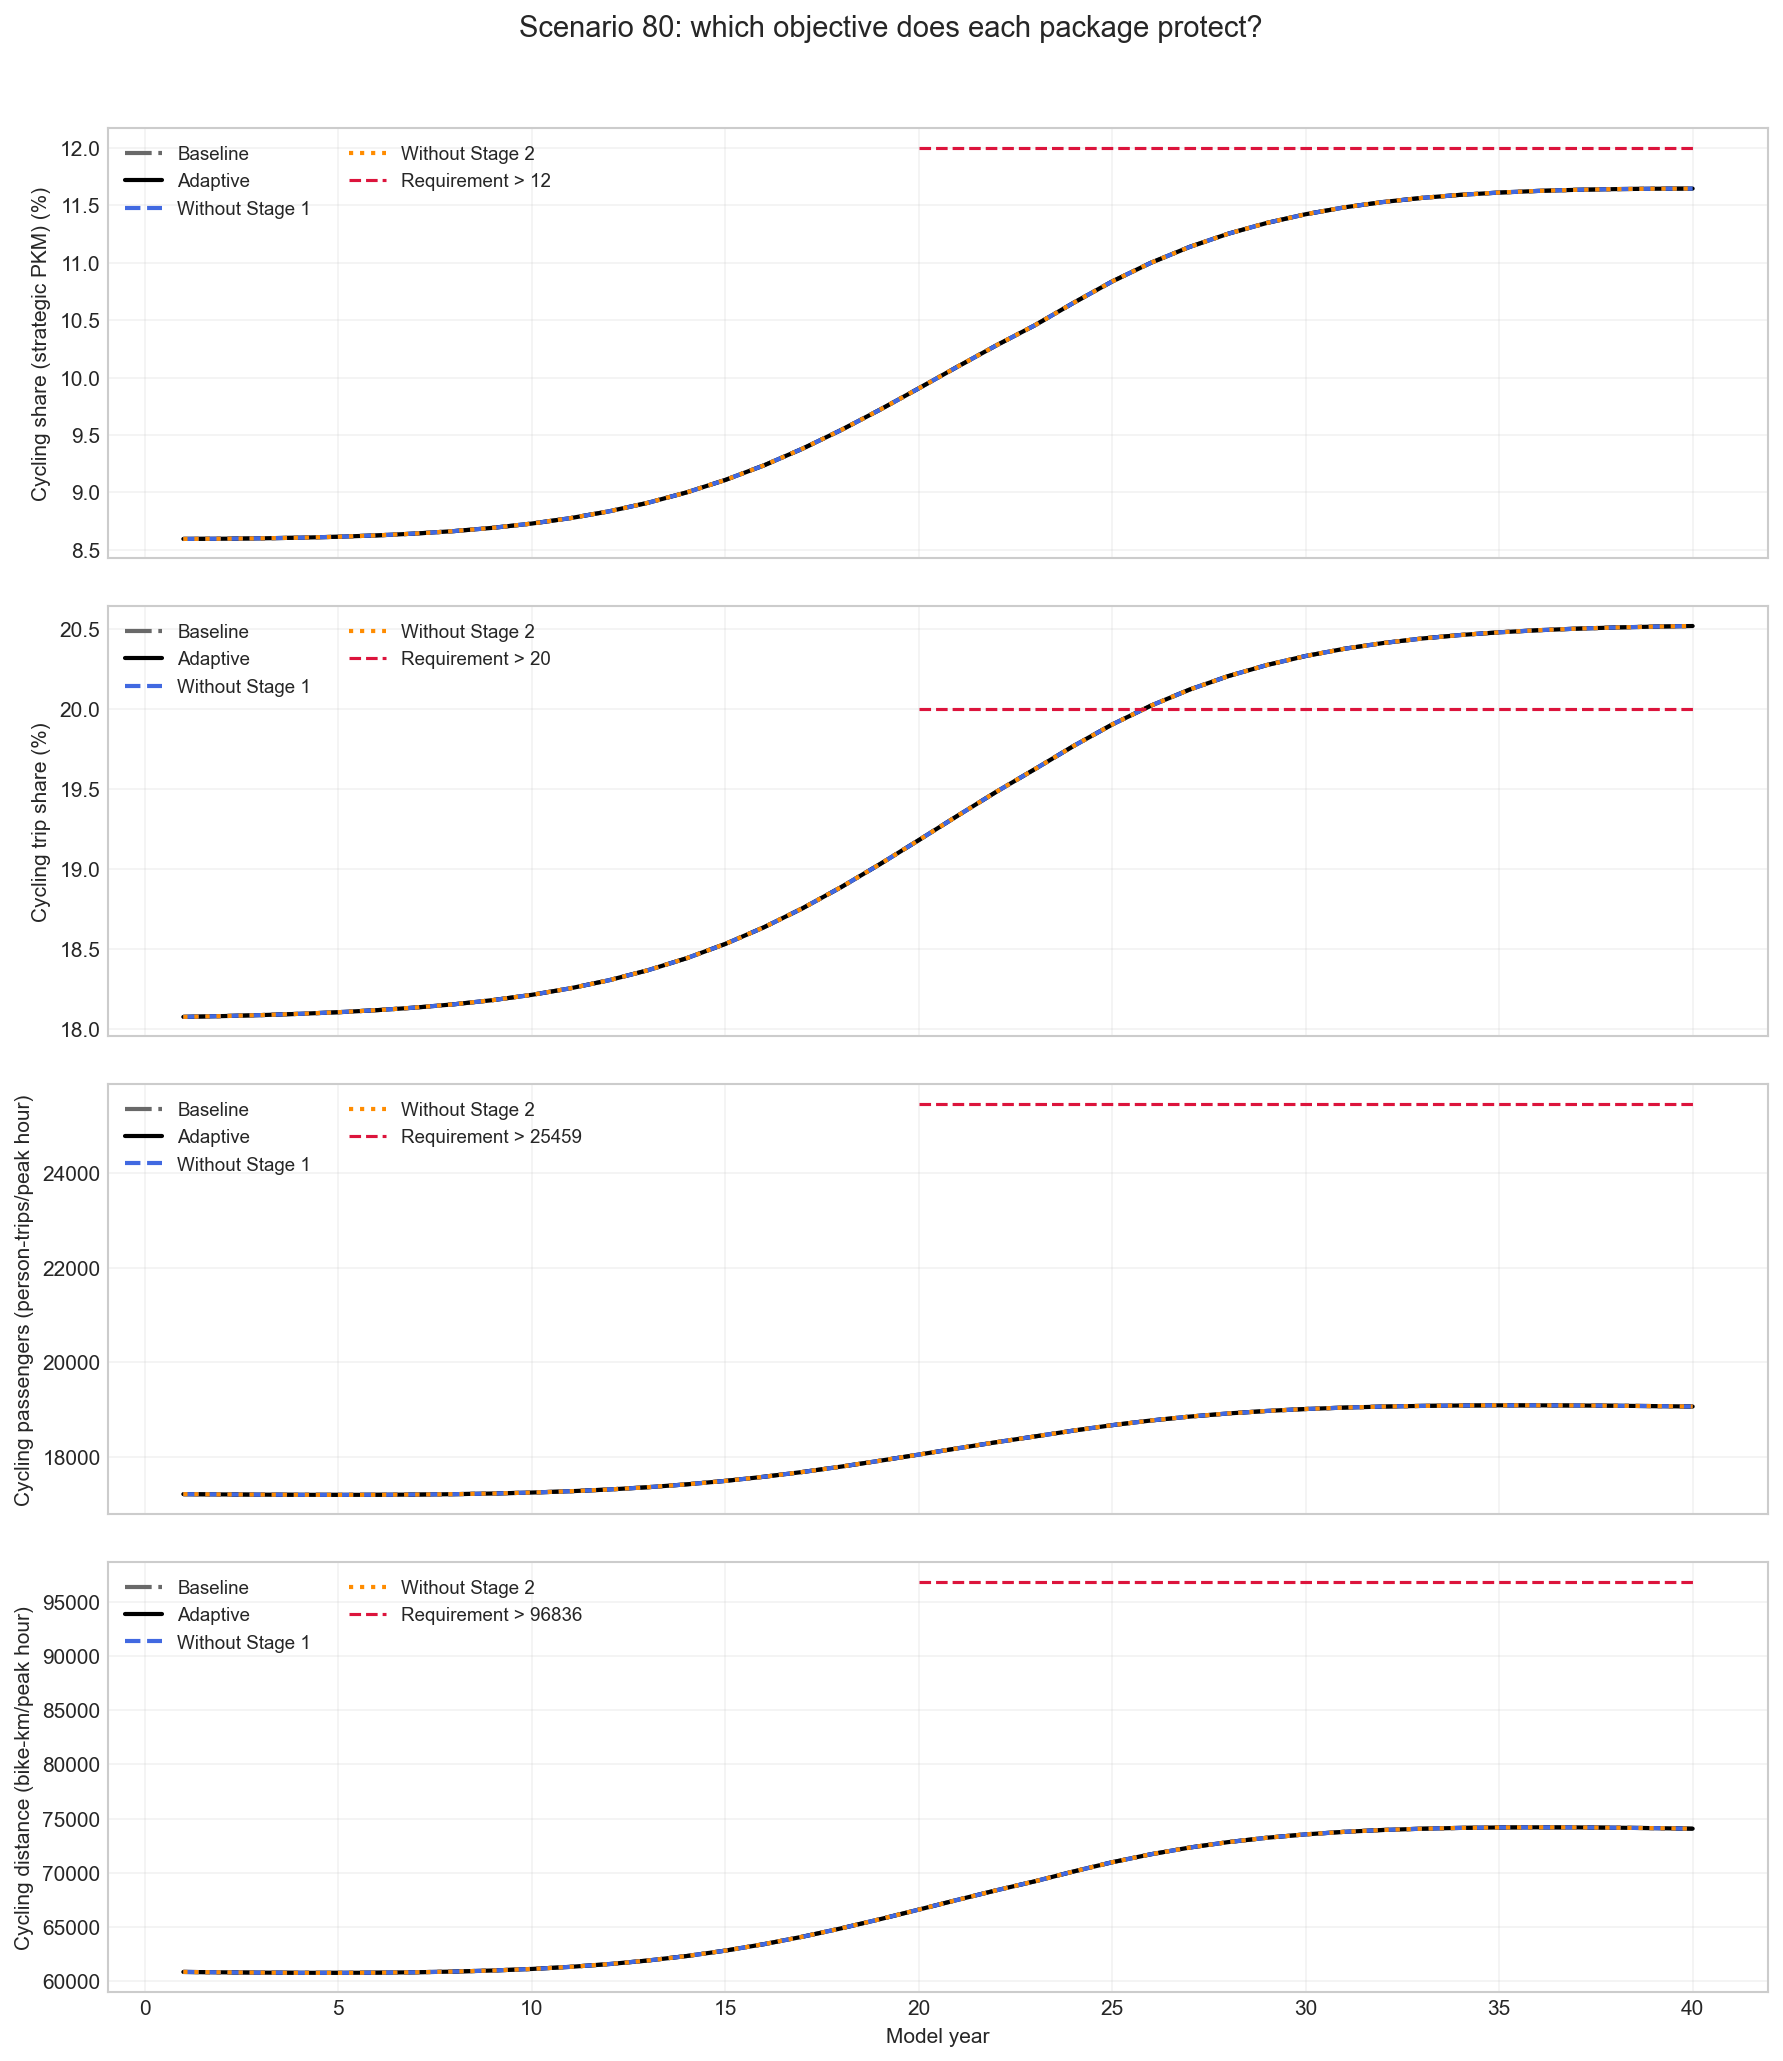 Scenario 80: which objective does each package protect?
Cycling share (strategic PKM) (%)
12.0
11.5
11.0
10.5
10.0
9.5
9.0
8.5
Baseline
Adaptive
Without Stage 1
Without Stage 2
Requirement > 12
Cycling trip share (%)
20.5
20.0
19.5
19.0
18.5
18.0
Baseline
Adaptive
Without Stage 1
Without Stage 2
Requirement > 20
Cycling passengers (person-trips/peak hour)
24000
22000
20000
18000
Baseline
Adaptive
Without Stage 1
Without Stage 2
Requirement > 25459
Cycling distance (bike-km/peak hour)
95000
90000
85000
80000
75000
70000
65000
60000
Baseline
Adaptive
Without Stage 1
Without Stage 2
Requirement > 96836
0 5 10 15 20 25 30 35 40
Model year